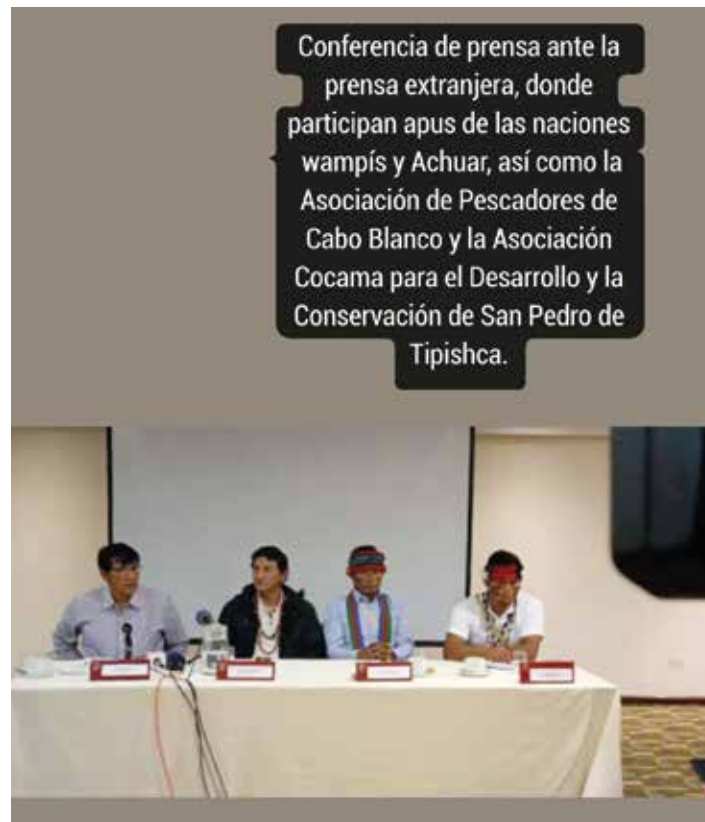 Conferencia de prensa ante la
prensa extranjera, donde
participan apus de las naciones
wampís y Achuar, así como la
Asociación de Pescadores de
Cabo Blanco y la Asociación
Cocama para el Desarrollo y la
Conservación de San Pedro de
Tipishca.